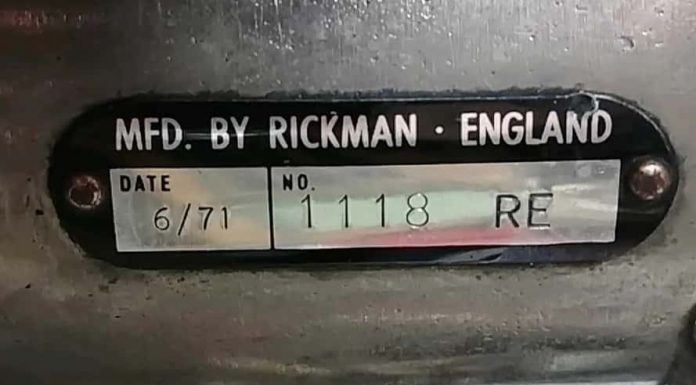 MFD. BY RICKMAN · ENGLAND
DATE NO.
6/71 1118 RE